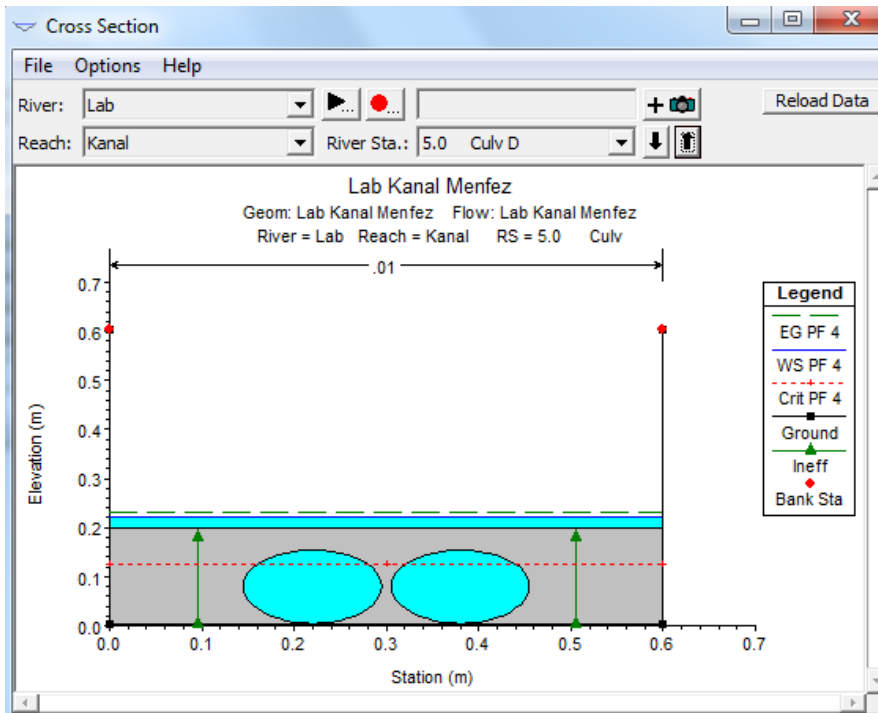 Cross Section
File Options Help
River: Lab ... ... Reload Data
Reach: Kanal River Sta.: 5.0 Culv D
Lab Kanal Menfez
Geom: Lab Kanal Menfez Flow: Lab Kanal Menfez
River = Lab Reach = Kanal RS = 5.0 Culv
.01
0.7
0.6
0.5
0.4
0.3
0.2
0.1
0.0
Elevation (m)
0.0 0.1 0.2 0.3 0.4 0.5 0.6 0.7
Station (m)
Legend
EG PF 4
WS PF 4
Crit PF 4
Ground
Ineff
Bank Sta